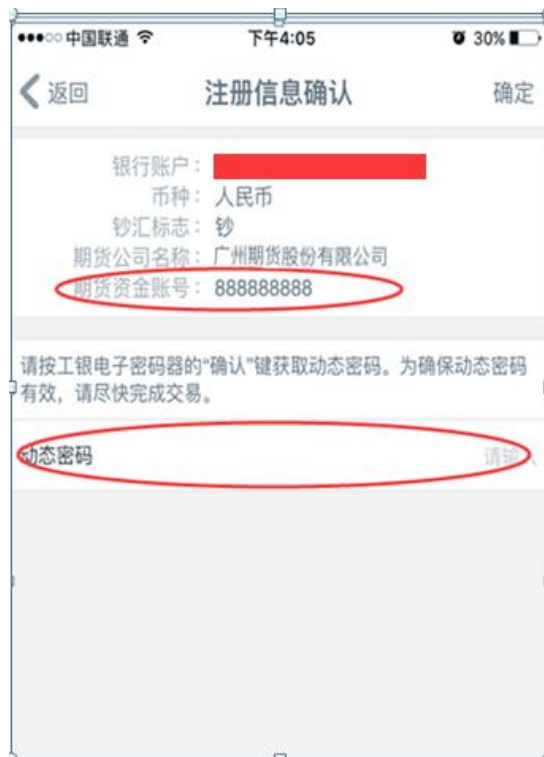 中国联通 下午4:05 30%
返回 注册信息确认 确定
银行账户：
币种： 人民币
钞汇标志： 钞
期货公司名称： 广州期货股份有限公司
期货资金账号： 888888888
请按工银电子密码器的“确认”键获取动态密码。为确保动态密码
有效，请尽快完成交易。
动态密码 请输入